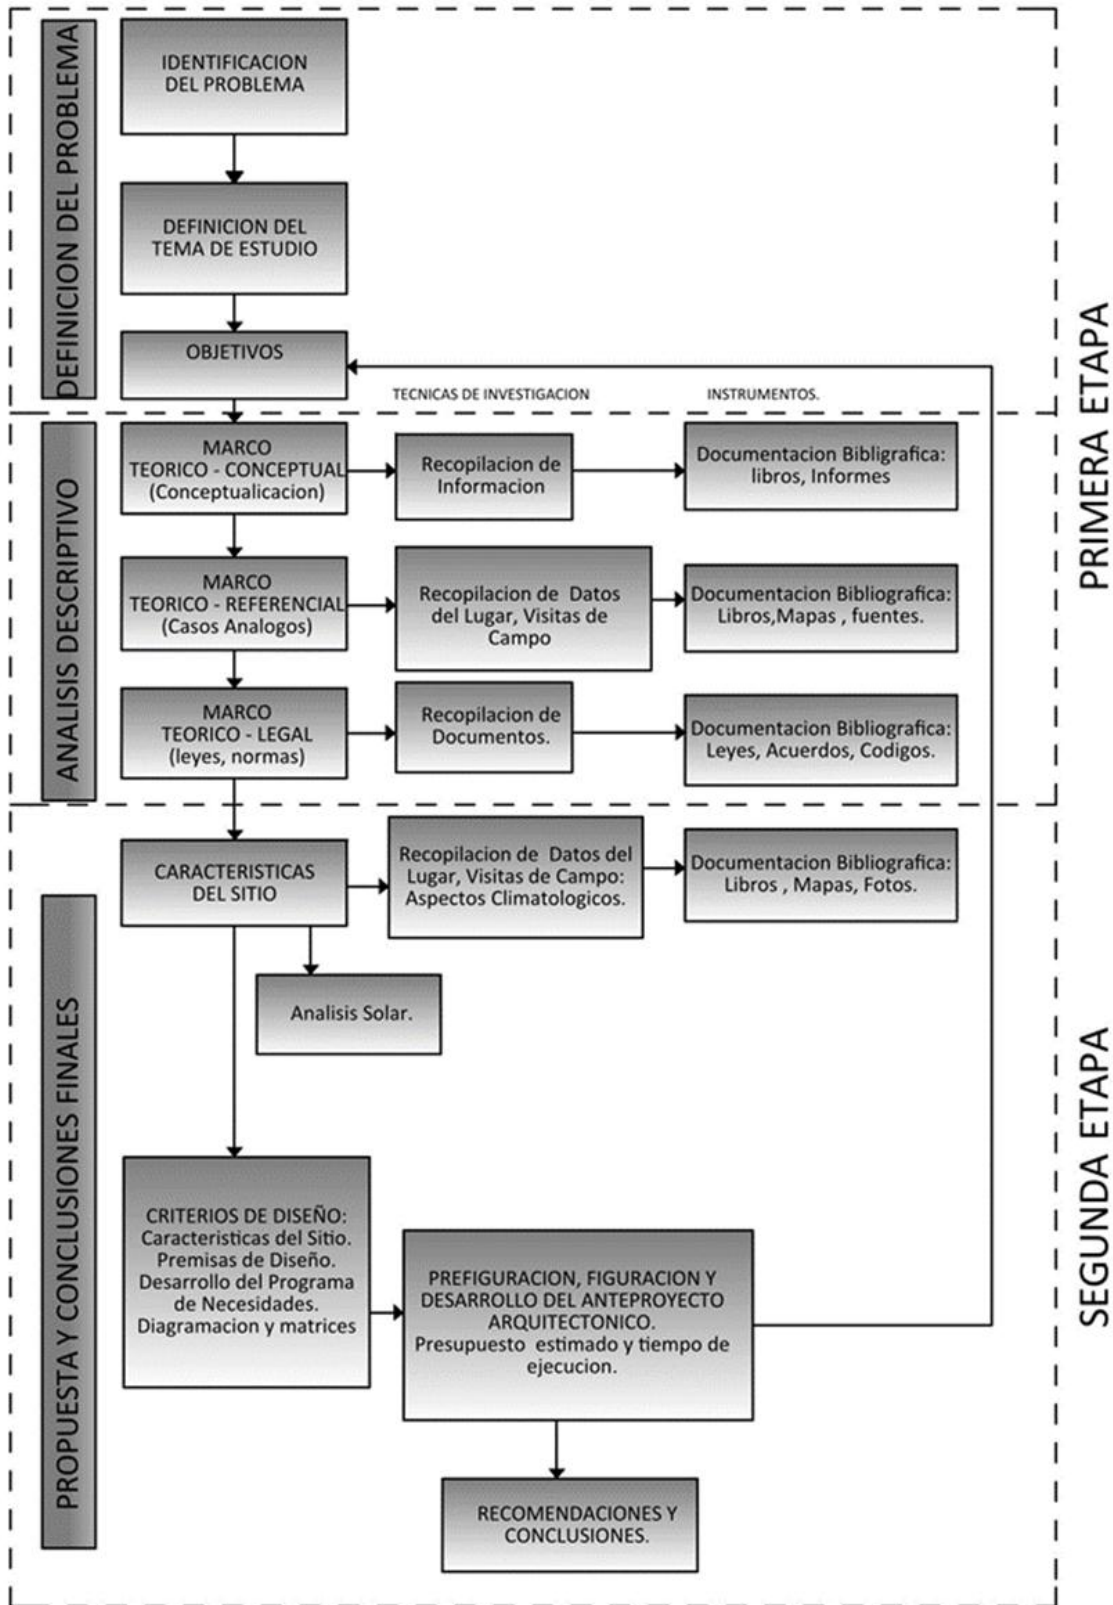 DEFINICION DEL PROBLEMA
IDENTIFICACION
DEL PROBLEMA
DEFINICION DEL
TEMA DE ESTUDIO
OBJETIVOS
PRIMERA ETAPA
TECNICAS DE INVESTIGACION
INSTRUMENTOS.
ANALISIS DESCRIPTIVO
MARCO
TEORICO - CONCEPTUAL
(Conceptualicacion)
Recopilacion de
Informacion
Documentacion Bibligrafica:
libros, Informes
MARCO
TEORICO - REFERENCIAL
(Casos Analogos)
Recopilacion de Datos
del Lugar, Visitas de
Campo
Documentacion Bibliografica:
Libros,Mapas , fuentes.
MARCO
TEORICO - LEGAL
(leyes, normas)
Recopilacion de
Documentos.
Documentacion Bibliografica:
Leyes, Acuerdos, Codigos.
SEGUNDA ETAPA
PROPUESTA Y CONCLUSIONES FINALES
CARACTERISTICAS
DEL SITIO
Recopilacion de Datos del
Lugar, Visitas de Campo:
Aspectos Climatologicos.
Documentacion Bibliografica:
Libros , Mapas, Fotos.
Analisis Solar.
CRITERIOS DE DISEÑO:
Caracteristicas del Sitio.
Premisas de Diseño.
Desarrollo del Programa
de Necesidades.
Diagramacion y matrices
PREFIGURACION, FIGURACION Y
DESARROLLO DEL ANTEPROYECTO
ARQUITECTONICO.
Presupuesto estimado y tiempo de
ejecucion.
RECOMENDACIONES Y
CONCLUSIONES.